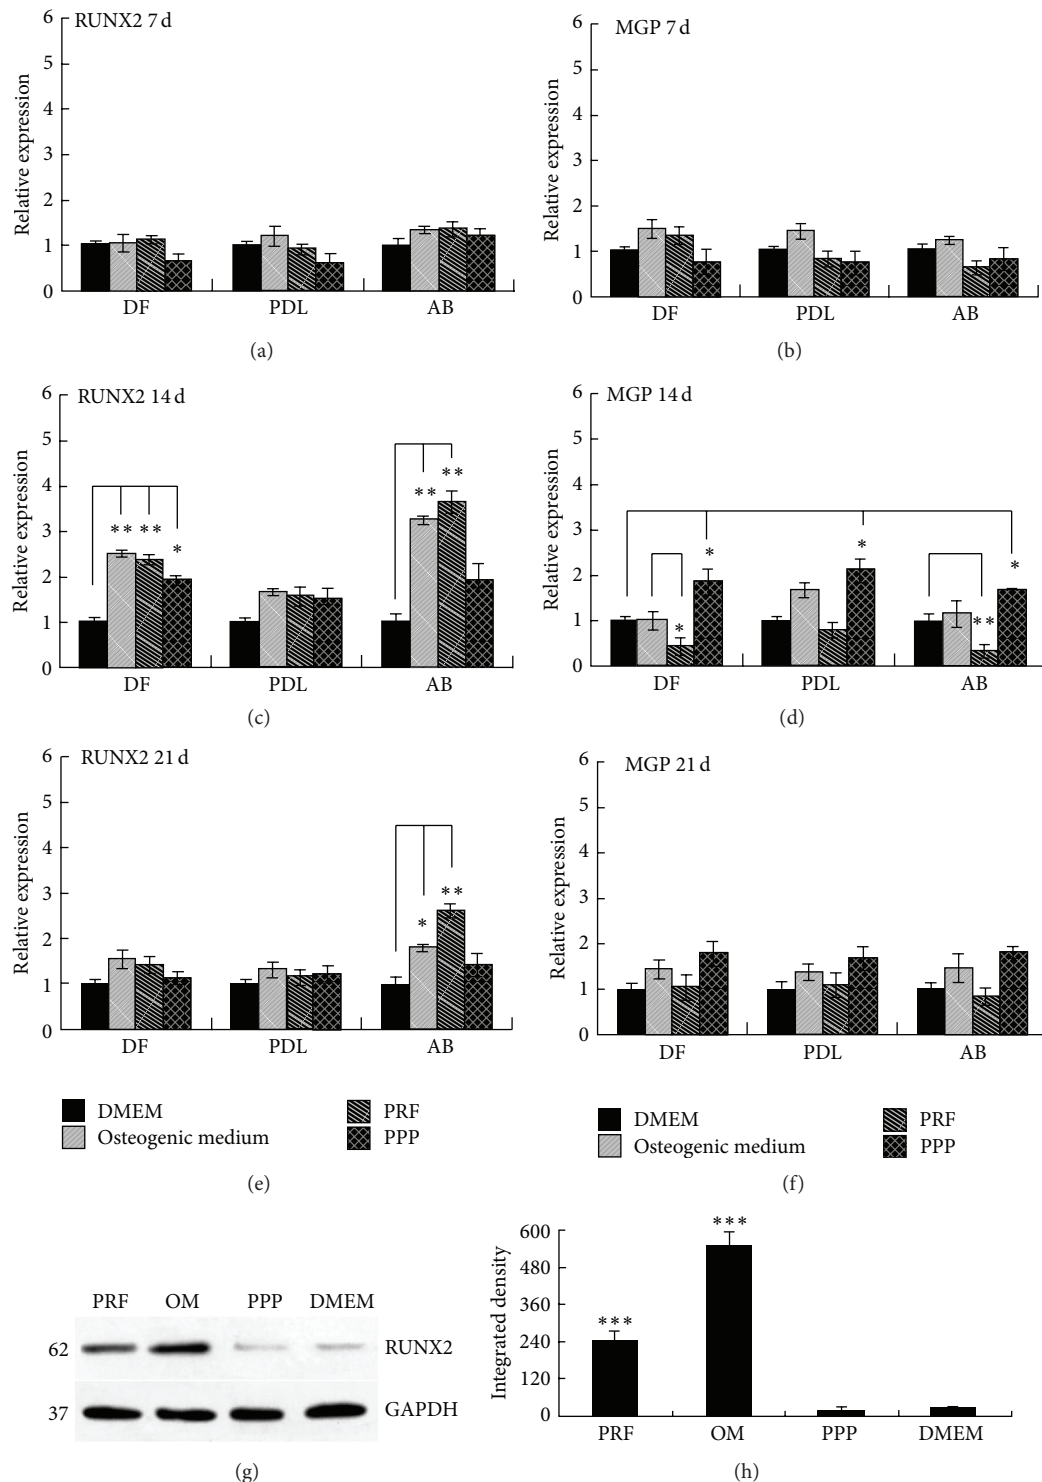 RUNX2 7 d
Relative expression
6
5
4
3
2
1
0
DF PDL AB
(a)
MGP 7 d
Relative expression
6
5
4
3
2
1
0
DF PDL AB
(b)
RUNX2 14 d
Relative expression
6
5
4
3
2
1
0
** ** *
** **
DF PDL AB
(c)
MGP 14 d
Relative expression
6
5
4
3
2
1
0
* * * * **
DF PDL AB
(d)
RUNX2 21 d
Relative expression
6
5
4
3
2
1
0
* **
DF PDL AB
DMEM
Osteogenic medium
PRF
PPP
(e)
MGP 21 d
Relative expression
6
5
4
3
2
1
0
DF PDL AB
DMEM
Osteogenic medium
PRF
PPP
(f)
PRF OM PPP DMEM
62 RUNX2
37 GAPDH
(g)
Integrated density
600
480
360
240
120
0
*** ***
PRF OM PPP DMEM
(h)